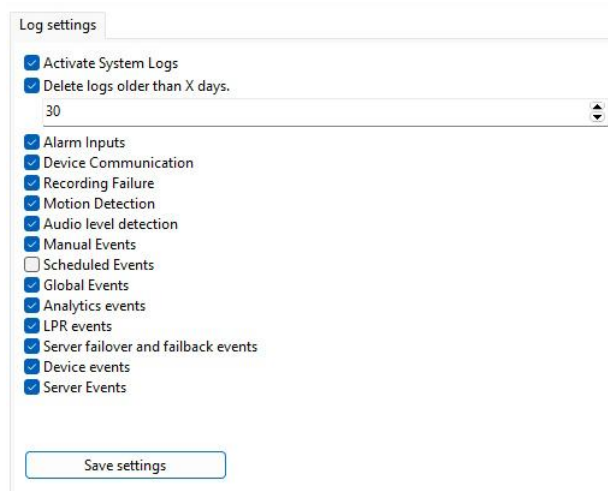 Log settings
Activate System Logs
Delete logs older than X days.
30
Alarm Inputs
Device Communication
Recording Failure
Motion Detection
Audio level detection
Manual Events
Scheduled Events
Global Events
Analytics events
LPR events
Server failover and failback events
Device events
Server Events
Save settings